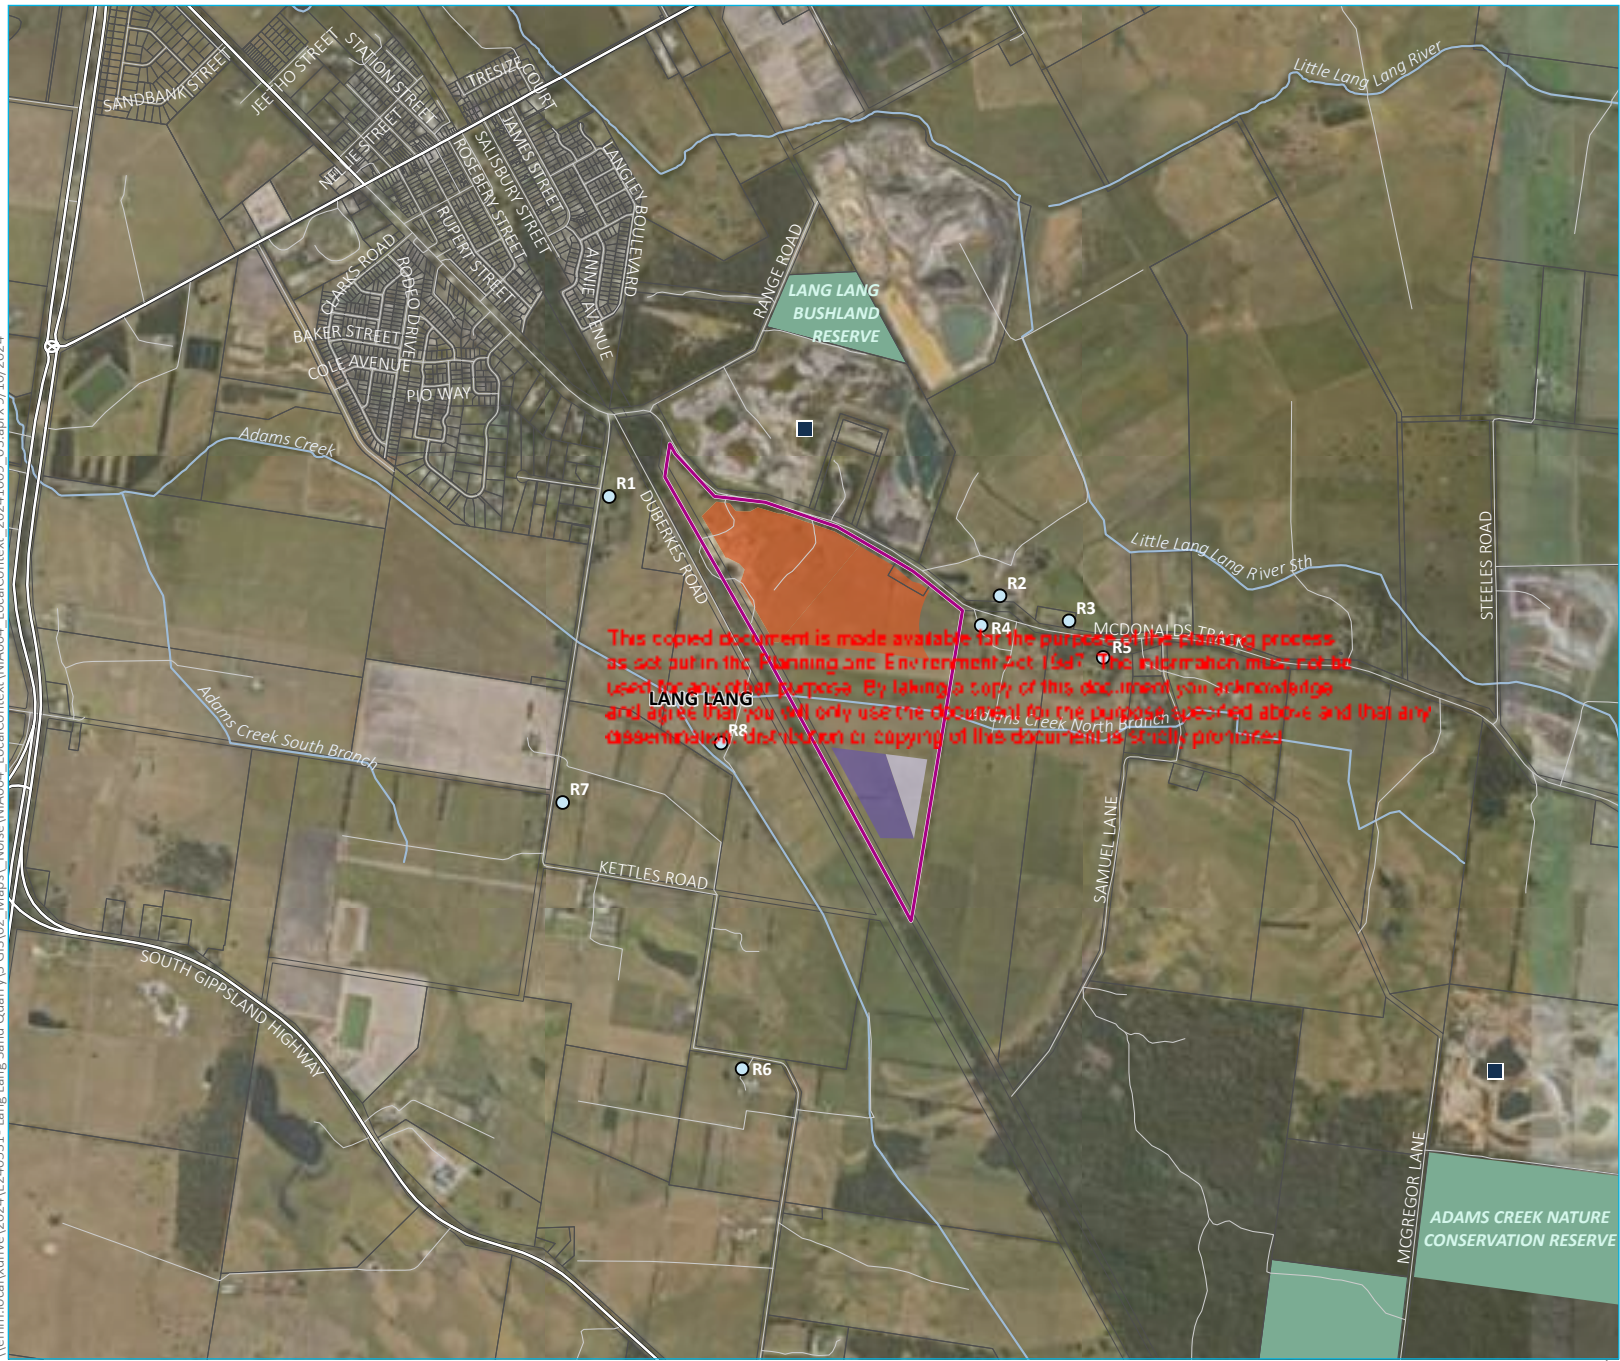 Little Lang Lang River
SANDBANK STREET
JEETHO STREET
STATION STREET
TRESIZE COURT
NELLIE STREET
JAMES STREET
SALISBURY STREET
ROSEBERY STREET
RUPERT STREET
LANGLEY BOULEVARD
ANNIE AVENUE
CLARKS ROAD
RODEO DRIVE
BAKER STREET
COLE AVENUE
PIO WAY
RANGE ROAD
LANG LANG
BUSHLAND
RESERVE
Adams Creek
R1
DUBERKES ROAD
Little Lang Lang River Sth
STEELES ROAD
R2
R3
R4
MCDONALDS TRACK
R5
This copied document is made available for the purpose of the planning process
as set out in the Planning and Environment Act 1987. The information must not be
used for any other purpose. By taking a copy of this document you acknowledge
and agree that you will only use the document for the purpose specified above and that any
dissemination, distribution or copying of this document is strictly prohibited
LANG LANG
Adams Creek North Branch
R8
Adams Creek South Branch
R7
KETTLES ROAD
SAMUEL LANE
SOUTH GIPPSLAND HIGHWAY
R6
MCGREGOR LANE
ADAMS CREEK NATURE
CONSERVATION RESERVE